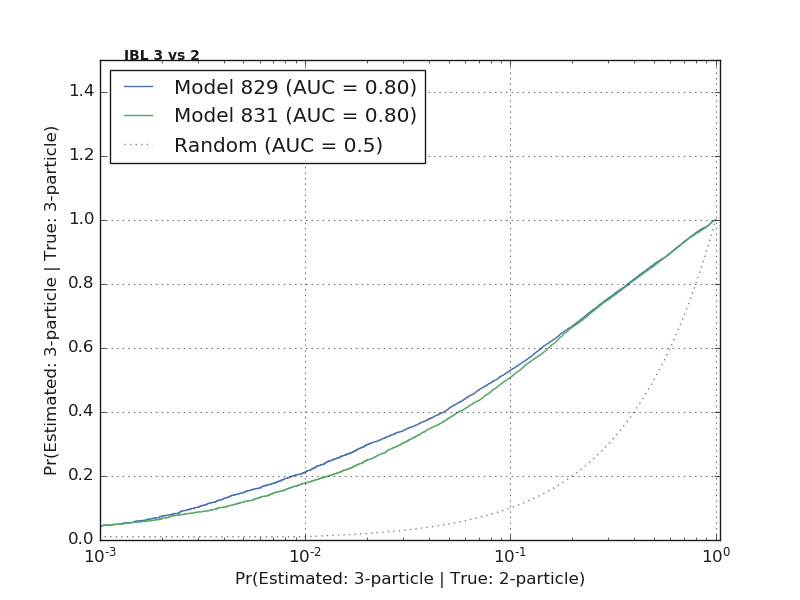 IBL 3 vs 2
Model 829 (AUC = 0.80)
Model 831 (AUC = 0.80)
Random (AUC = 0.5)
1.4
1.2
1.0
0.8
0.6
0.4
0.2
0.0
Pr(Estimated: 3-particle | True: 3-particle)
10⁻³ 10⁻² 10⁻¹ 10⁰
Pr(Estimated: 3-particle | True: 2-particle)